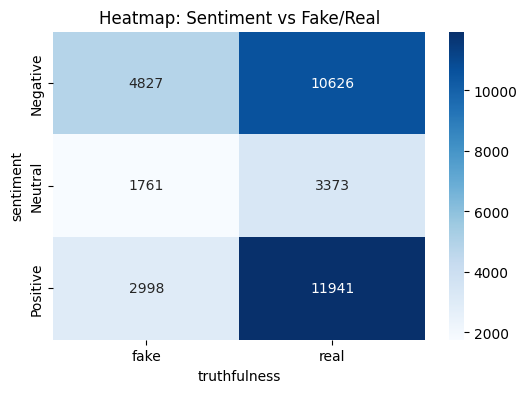 Heatmap: Sentiment vs Fake/Real
sentiment
Negative
4827 10626
Neutral
1761 3373
Positive
2998 11941
fake real
truthfulness
10000
8000
6000
4000
2000